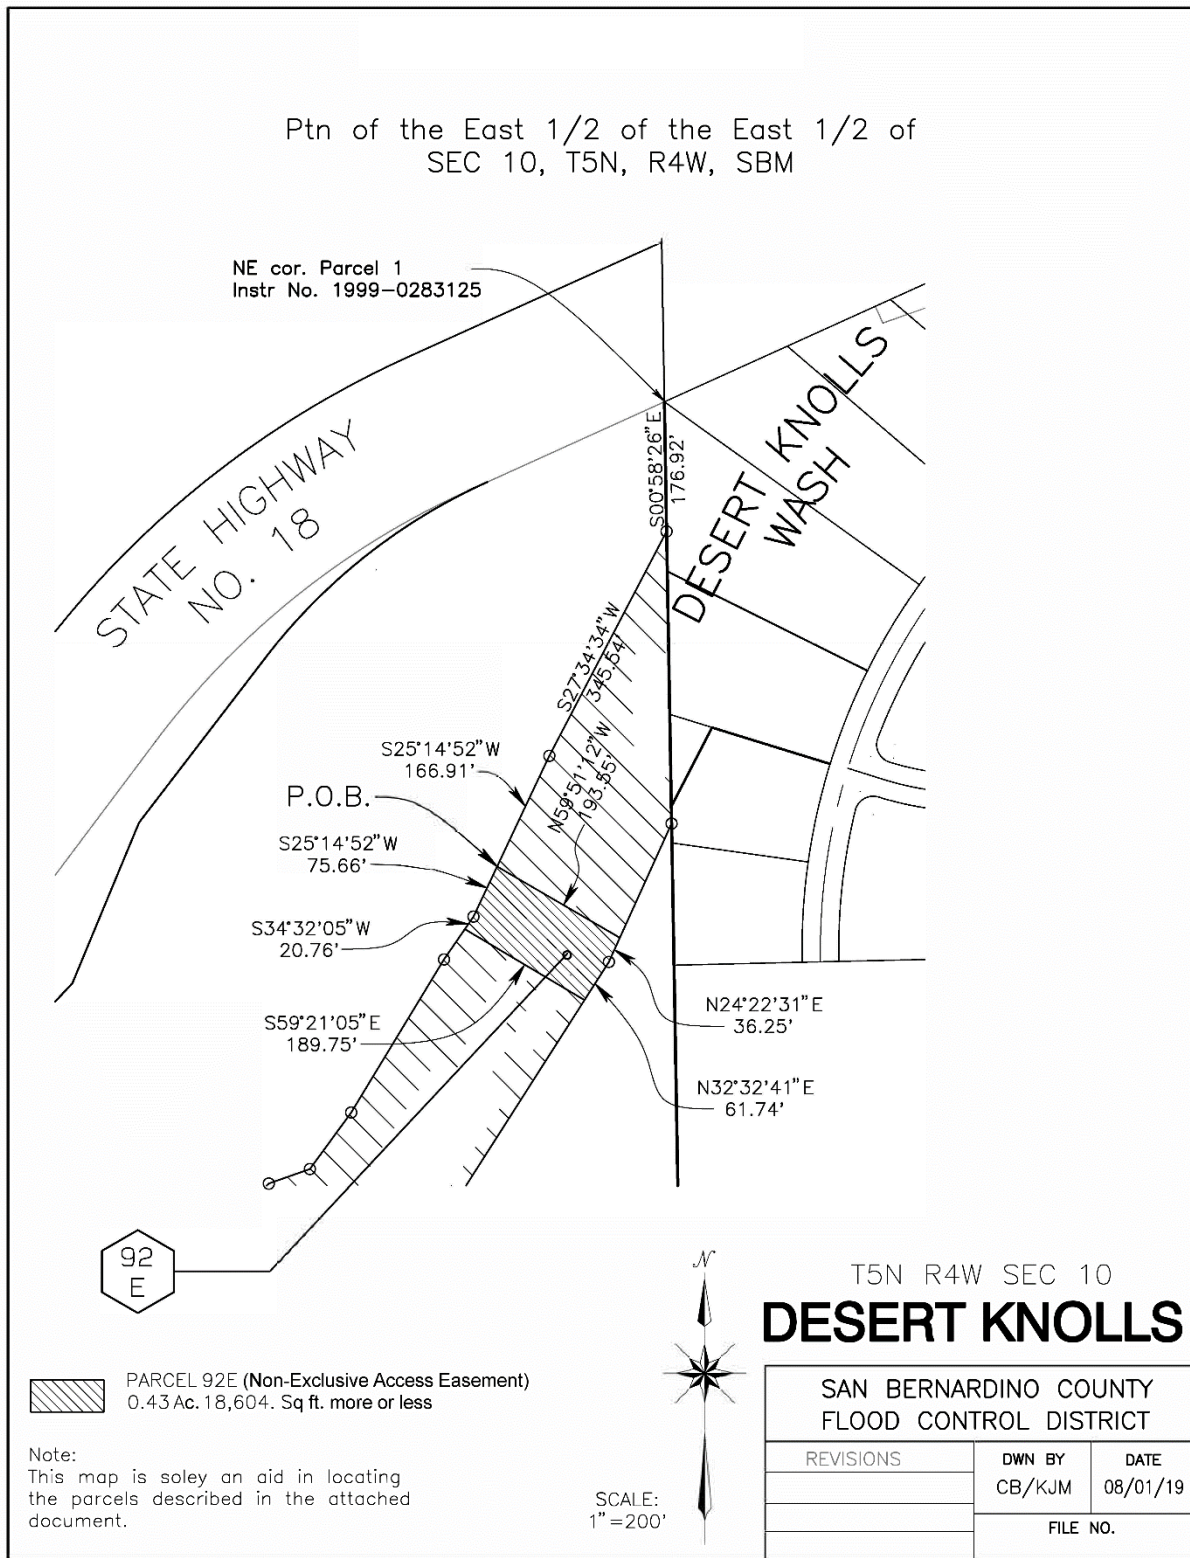 Ptn of the East 1/2 of the East 1/2 of
SEC 10, T5N, R4W, SBM
NE cor. Parcel 1
Instr No. 1999-0283125
STATE HIGHWAY
NO. 18
DESERT KNOLLS
WASH
S00°58'26"E
176.92'
S27°34'34"W
345.54'
S25°14'52"W
166.91'
N59°51'12"W
193.55'
P.O.B.
S25°14'52"W
75.66'
S34°32'05"W
20.76'
S59°21'05"E
189.75'
N24°22'31"E
36.25'
N32°32'41"E
61.74'
92
E
N
T5N R4W SEC 10
DESERT KNOLLS
PARCEL 92E (Non-Exclusive Access Easement)
0.43 Ac. 18,604. Sq ft. more or less
Note:
This map is soley an aid in locating
the parcels described in the attached
document.
SCALE:
1"=200'
SAN BERNARDINO COUNTY
FLOOD CONTROL DISTRICT
REVISIONS
DWN BY
CB/KJM
DATE
08/01/19
FILE NO.